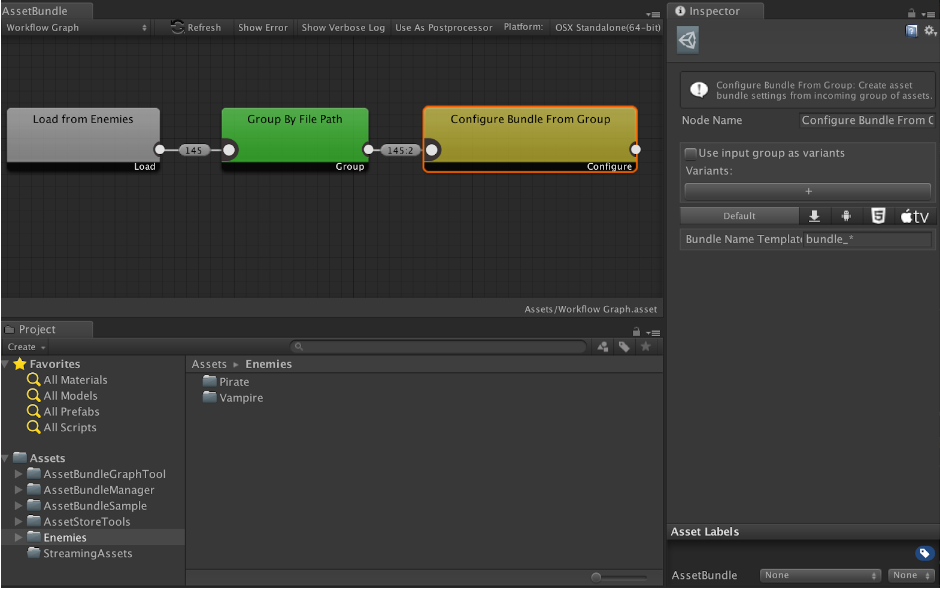 AssetBundle
Workflow Graph Refresh Show Error Show Verbose Log Use As Postprocessor Platform: OSX Standalone(64-bit)
Load from Enemies
145
Load
Group By File Path
145:2
Group
Configure Bundle From Group
Configure
Assets/Workflow Graph.asset
Project
Create
Favorites
All Materials
All Models
All Prefabs
All Scripts
Assets
AssetBundleGraphTool
AssetBundleManager
AssetBundleSample
AssetStoreTools
Enemies
StreamingAssets
Assets ▸ Enemies
Pirate
Vampire
Inspector
Configure Bundle From Group: Create asset
bundle settings from incoming group of assets.
Node Name Configure Bundle From G
Use input group as variants
Variants:
+
Default 5 tv
Bundle Name Templat bundle_*
Asset Labels
AssetBundle None None